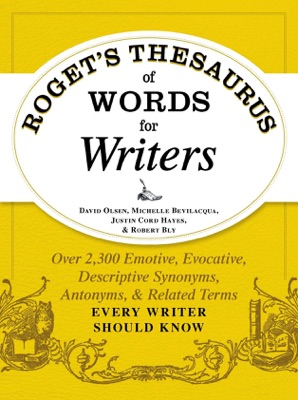 ROGET'S THESAURUS
of
WORDS
for
Writers
DAVID OLSEN, MICHELLE BEVILACQUA,
JUSTIN CORD HAYES,
& ROBERT BLY
Over 2,300 Emotive, Evocative,
Descriptive Synonyms,
Antonyms, & Related Terms
EVERY WRITER
SHOULD KNOW